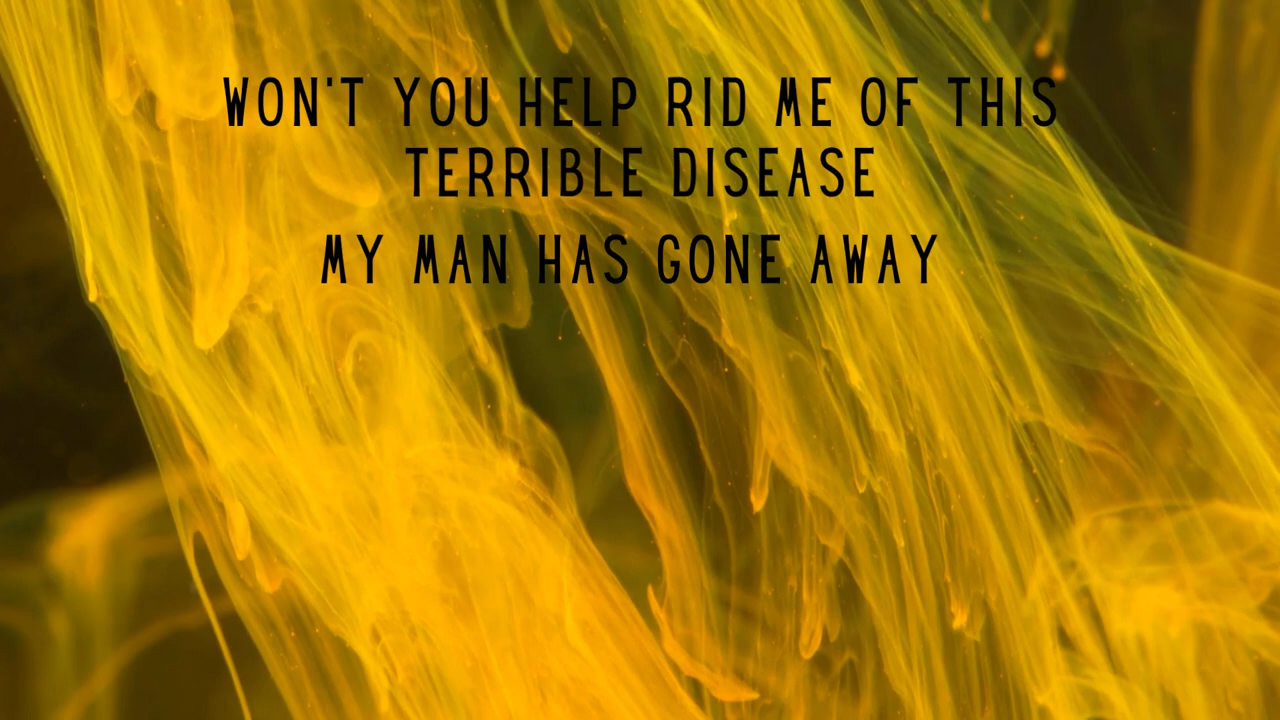 WON'T YOU HELP RID ME OF THIS
TERRIBLE DISEASE
MY MAN HAS GONE AWAY